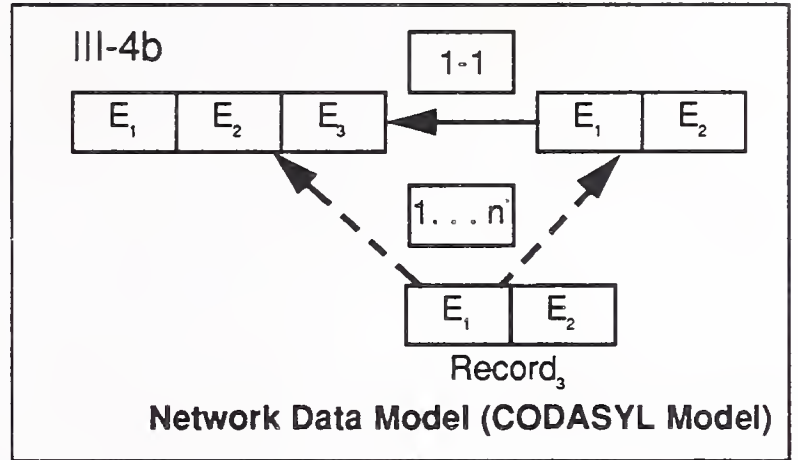 III-4b
1-1
E₁ E₂ E₃ E₁ E₂
1...n
E₁ E₂
Record₃
Network Data Model (CODASYL Model)